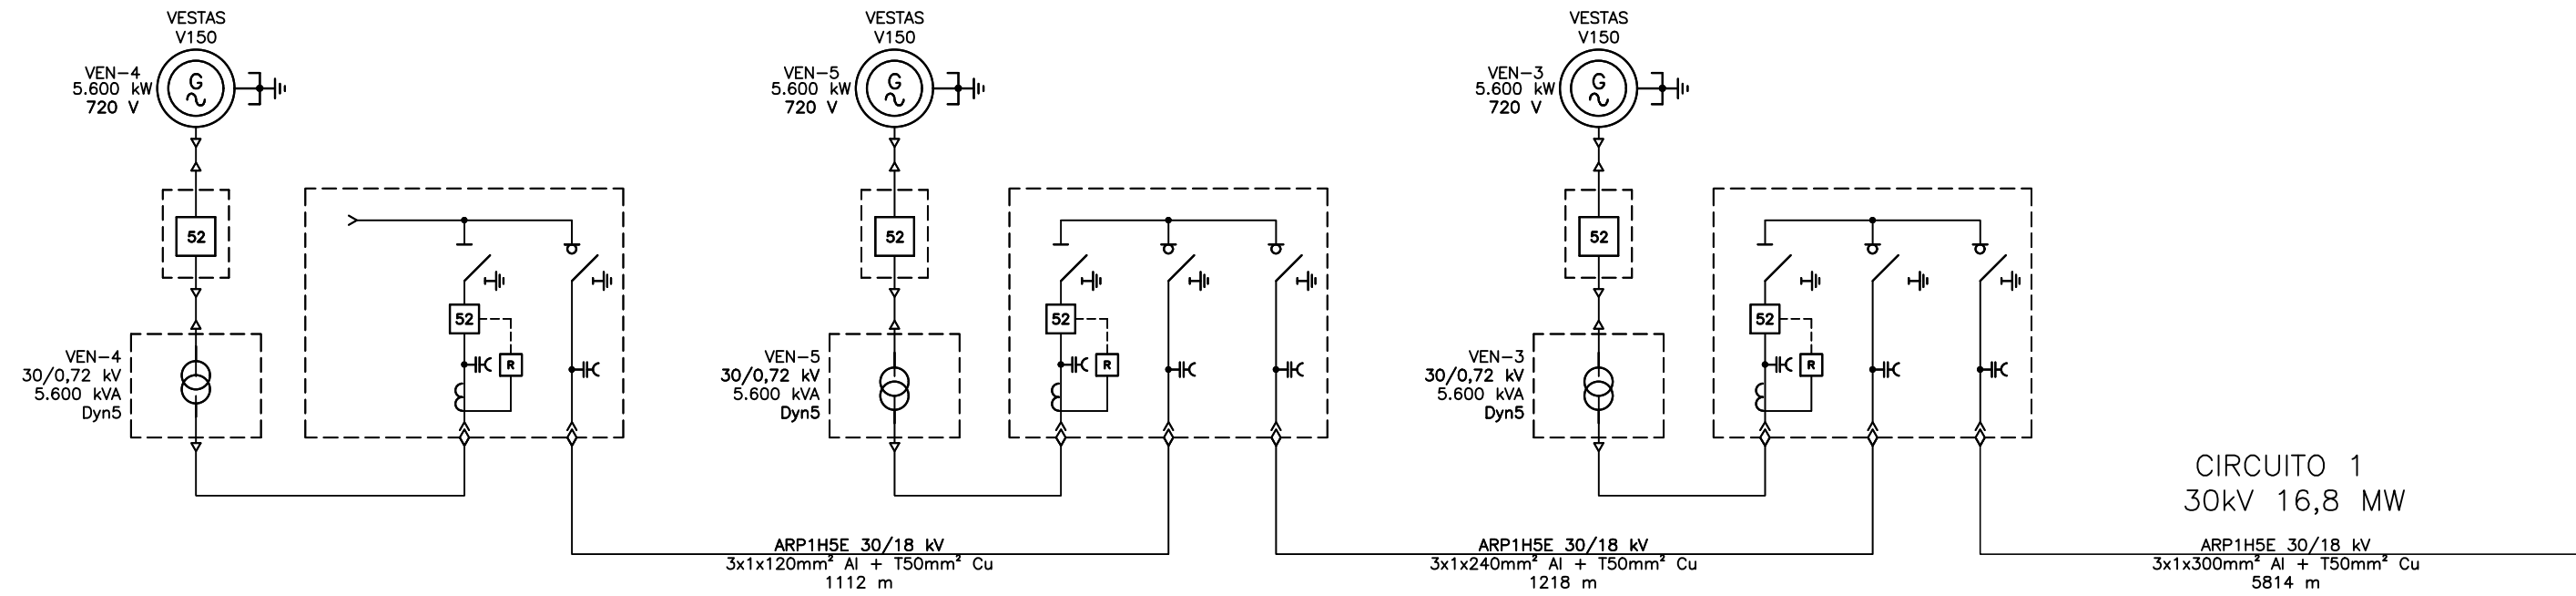 VESTAS
V150
VEN-4
5.600 kW
720 V
G
52
VEN-4
30/0,72 kV
5.600 kVA
Dyn5
52
R
ARP1H5E 30/18 kV
3x1x120mm² Al + T50mm² Cu
1112 m
VESTAS
V150
VEN-5
5.600 kW
720 V
G
52
VEN-5
30/0,72 kV
5.600 kVA
Dyn5
52
R
ARP1H5E 30/18 kV
3x1x240mm² Al + T50mm² Cu
1218 m
VESTAS
V150
VEN-3
5.600 kW
720 V
G
52
VEN-3
30/0,72 kV
5.600 kVA
Dyn5
52
R
CIRCUITO 1
30kV 16,8 MW
ARP1H5E 30/18 kV
3x1x300mm² Al + T50mm² Cu
5814 m